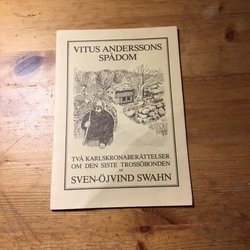 VITUS ANDERSSONS
SPÅDOM
TVÅ KARLSKRONABERÄTTELSER
OM DEN SISTE TROSSÖBONDEN
AV
SVEN-ÖJVIND SWAHN